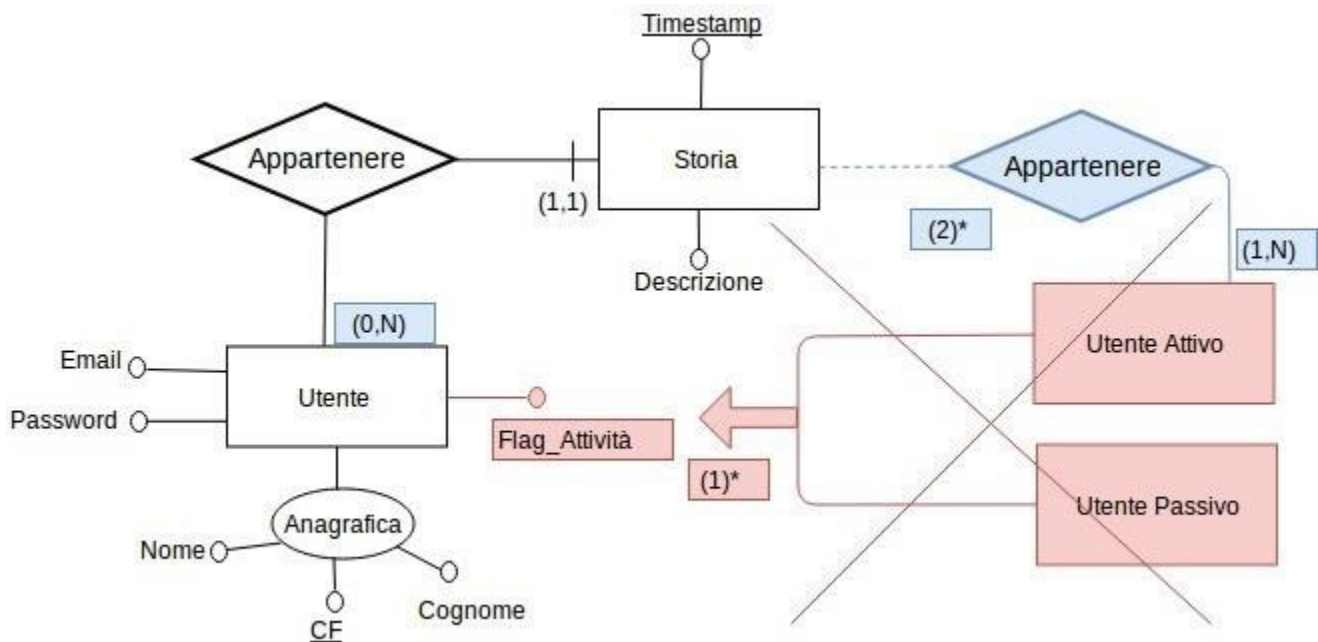 Timestamp
Appartenere
Storia
Appartenere
(1,1)
(2)*
(1,N)
Descrizione
(0,N)
Email
Utente
Utente Attivo
Password
Flag_Attività
(1)*
Utente Passivo
Anagrafica
Nome
Cognome
CF